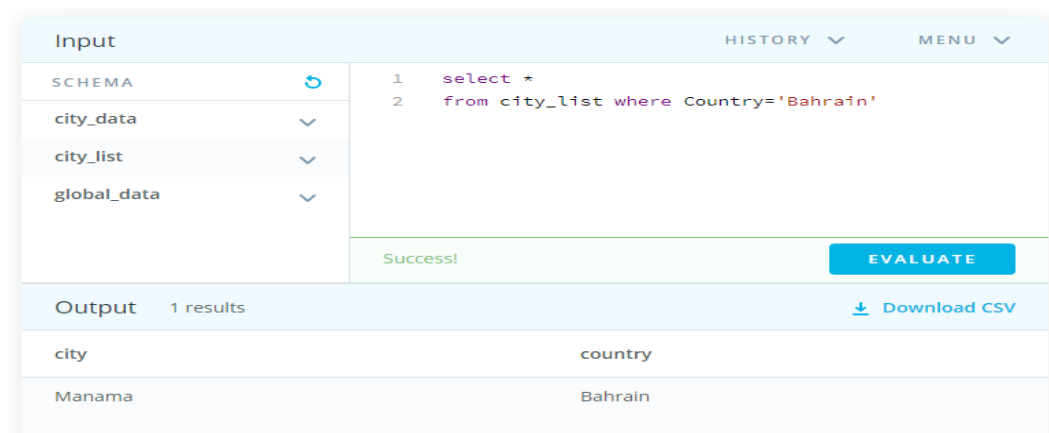 Input HISTORY MENU
SCHEMA
city_data
city_list
global_data
1 select *
2 from city_list where Country='Bahrain'
Success! EVALUATE
Output 1 results Download CSV
city country
Manama Bahrain